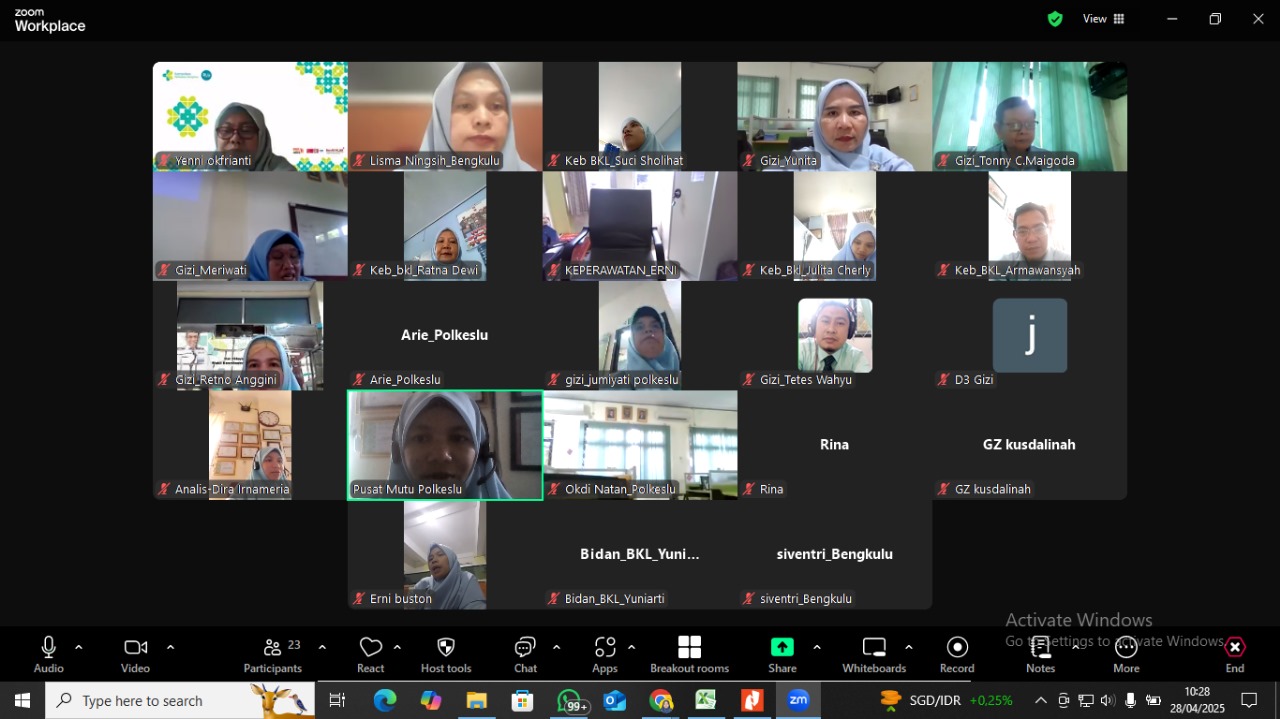 zoom
Workplace
View
Yenni okfrianti
Lisma Ningsih_Bengkulu
Keb BKL_Suci Sholihat
Gizi_Yunita
Gizi_Tonny C.Maigoda
Gizi_Meriwati
Keb_bkl_Ratna Dewi
KEPERAWATAN_ERNI
Keb_Bkl_Julita Cherly
Keb_BKL_Armawansyah
Gizi_Retno Anggini
Arie_Polkeslu
Arie_Polkeslu
gizi_jumiyati polkeslu
Gizi_Tetes Wahyu
j
D3 Gizi
Analis-Dira Irnameria
Pusat Mutu Polkeslu
Okdi Natan_Polkeslu
Rina
Rina
GZ kusdalinah
GZ kusdalinah
Erni buston
Bidan_BKL_Yuni...
Bidan_BKL_Yuniarti
siventri_Bengkulu
siventri_Bengkulu
Activate Windows
Go to Settings to activate Windows.
Audio
Video
Participants
23
React
Host tools
Chat
Apps
Breakout rooms
Share
Whiteboards
Record
Notes
More
End
Type here to search
99+
zm
SGD/IDR +0,25%
10:28
28/04/2025